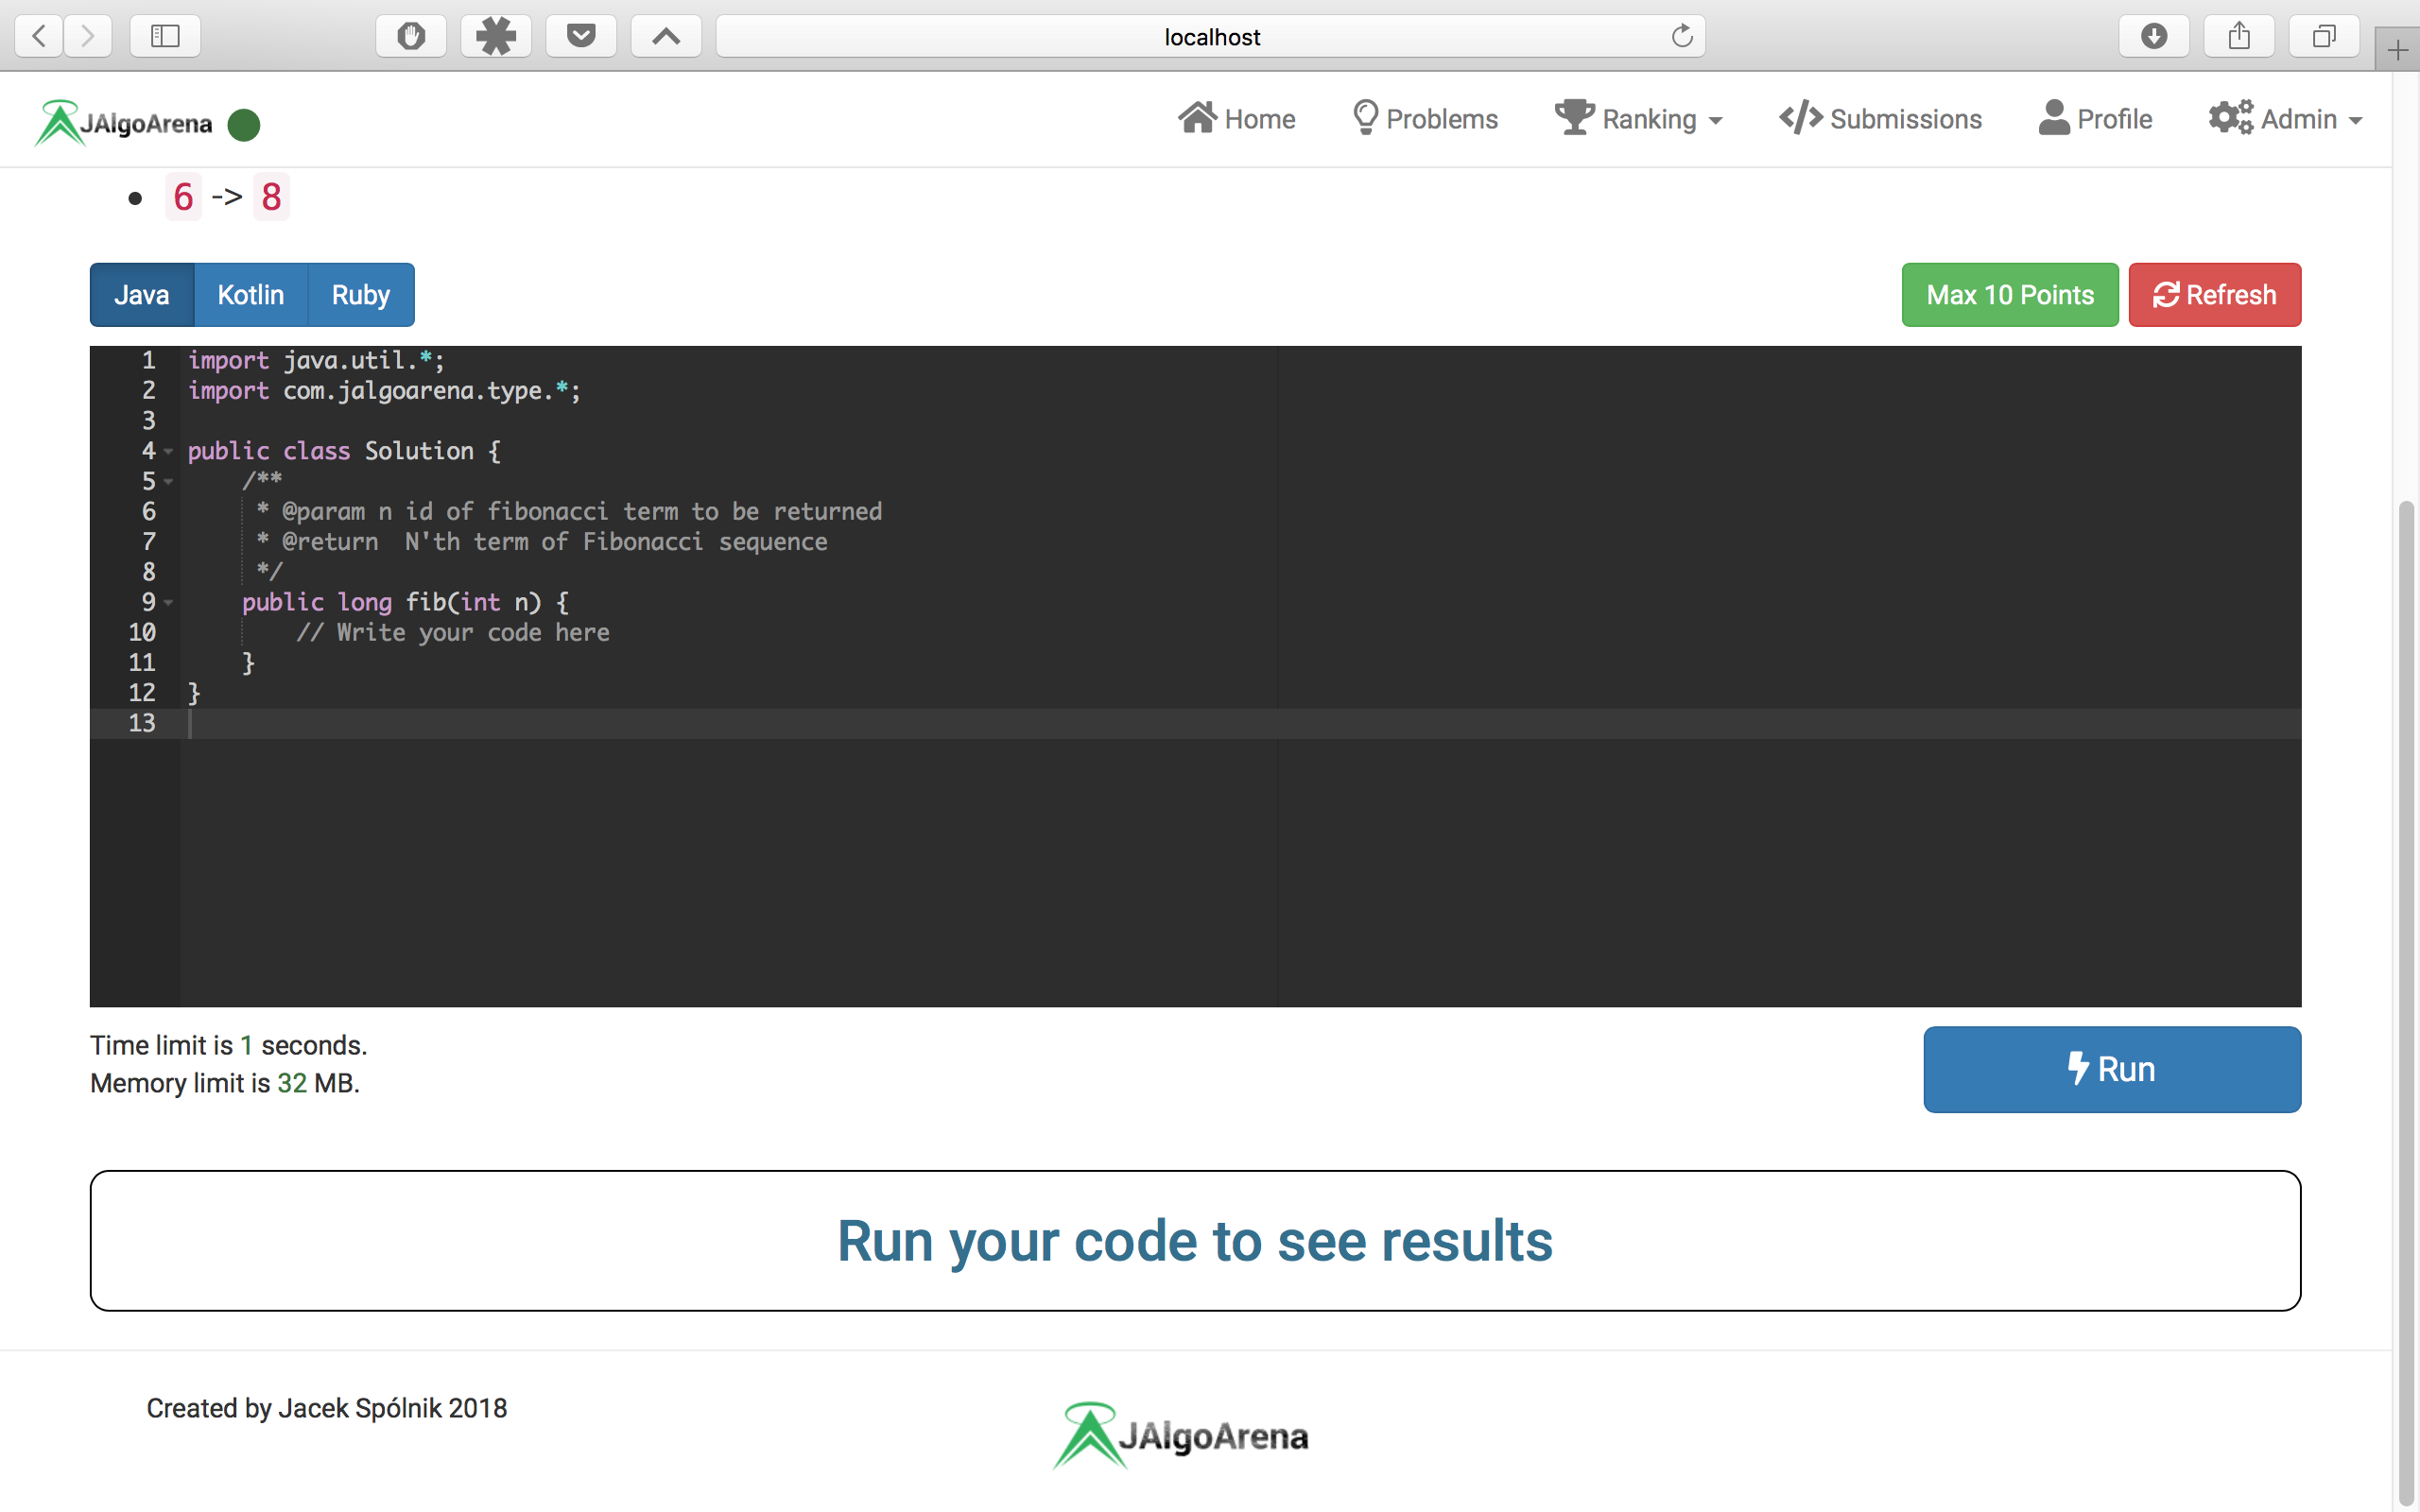 localhost
JAlgoArena
Home Problems Ranking Submissions Profile Admin
6 -> 8
Java Kotlin Ruby Max 10 Points Refresh
1 import java.util.*;
2 import com.jalgoarena.type.*;
3
4 public class Solution {
5 /**
6 * @param n id of fibonacci term to be returned
7 * @return  N'th term of Fibonacci sequence
8 */
9 public long fib(int n) {
10 // Write your code here
11 }
12 }
13
Time limit is 1 seconds.
Memory limit is 32 MB.
Run
Run your code to see results
Created by Jacek Spólnik 2018
JAlgoArena